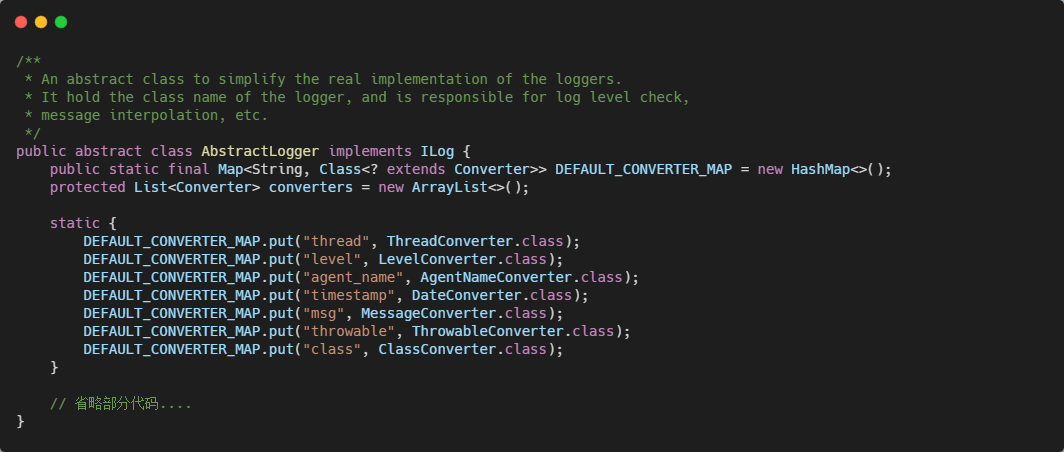 /**
 * An abstract class to simplify the real implementation of the loggers.
 * It hold the class name of the logger, and is responsible for log level check,
 * message interpolation, etc.
 */
public abstract class AbstractLogger implements ILog {
    public static final Map<String, Class<? extends Converter>> DEFAULT_CONVERTER_MAP = new HashMap<>();
    protected List<Converter> converters = new ArrayList<>();

    static {
        DEFAULT_CONVERTER_MAP.put("thread", ThreadConverter.class);
        DEFAULT_CONVERTER_MAP.put("level", LevelConverter.class);
        DEFAULT_CONVERTER_MAP.put("agent_name", AgentNameConverter.class);
        DEFAULT_CONVERTER_MAP.put("timestamp", DateConverter.class);
        DEFAULT_CONVERTER_MAP.put("msg", MessageConverter.class);
        DEFAULT_CONVERTER_MAP.put("throwable", ThrowableConverter.class);
        DEFAULT_CONVERTER_MAP.put("class", ClassConverter.class);
    }

    // 省略部分代码....
}